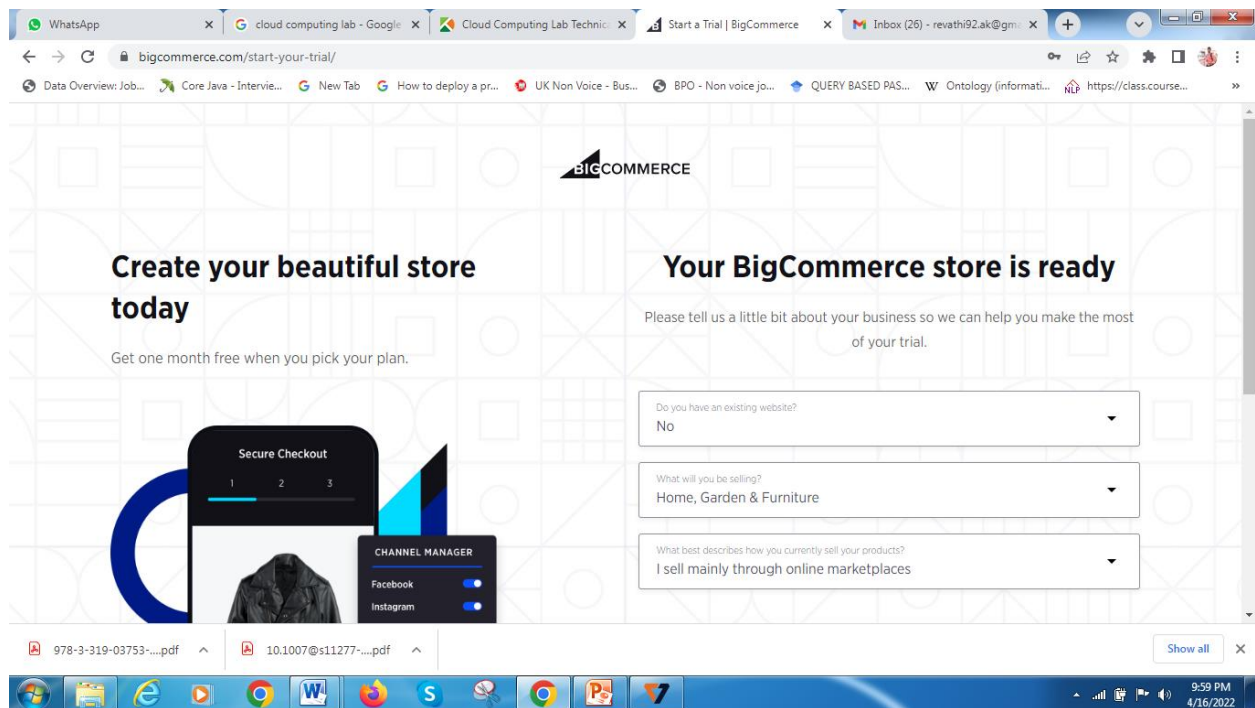 WhatsApp
cloud computing lab - Google
Cloud Computing Lab Technic
Start a Trial | BigCommerce
Inbox (26) - revathi92.ak@gm
bigcommerce.com/start-your-trial/
Data Overview: Job...
Core Java - Intervie...
New Tab
How to deploy a pr...
UK Non Voice - Bus...
BPO - Non voice jo...
QUERY BASED PAS...
Ontology (informati...
https://class.course...
BIGCOMMERCE
Create your beautiful store
today
Get one month free when you pick your plan.
Secure Checkout
1 2 3
CHANNEL MANAGER
Facebook
Instagram
Your BigCommerce store is ready
Please tell us a little bit about your business so we can help you make the most
of your trial.
Do you have an existing website?
No
What will you be selling?
Home, Garden & Furniture
What best describes how you currently sell your products?
I sell mainly through online marketplaces
978-3-319-03753-....pdf
10.1007@s11277-....pdf
Show all
9:59 PM
4/16/2022